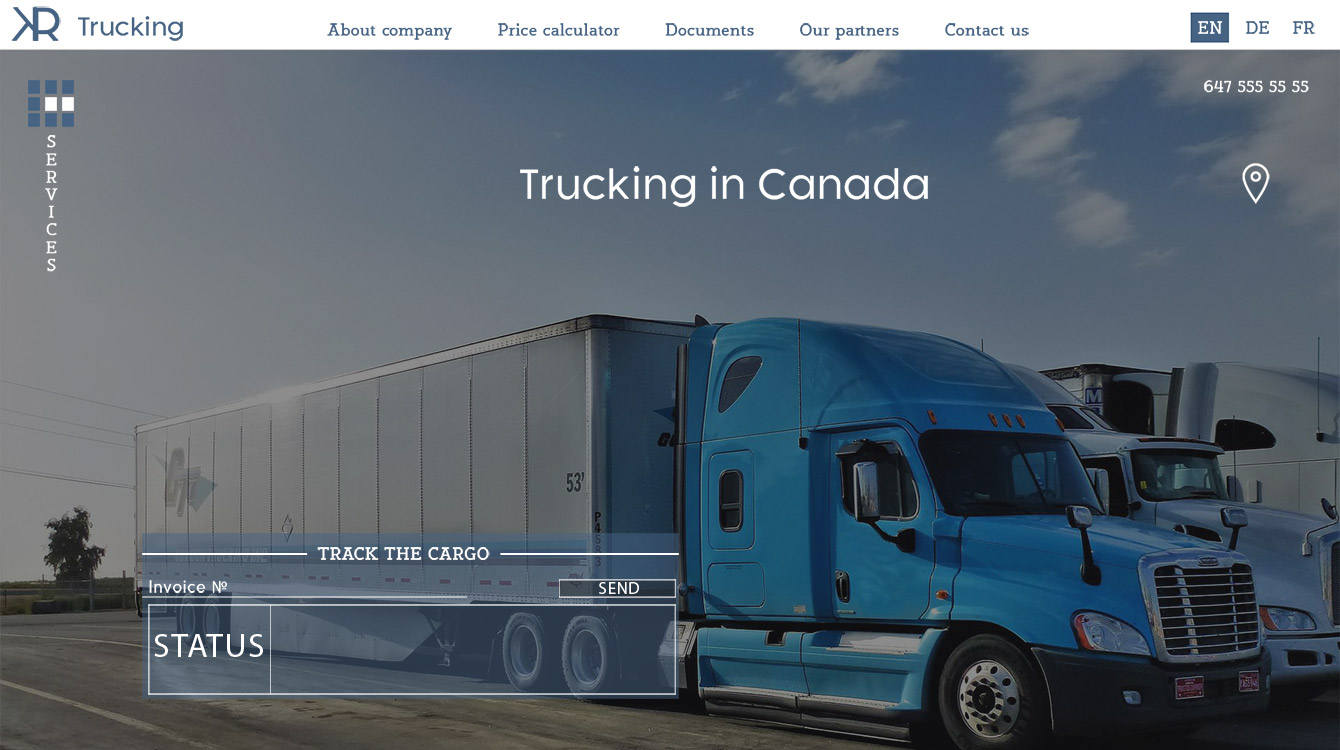 KR Trucking
About company
Price calculator
Documents
Our partners
Contact us
EN DE FR
647 555 55 55
SERVICES
Trucking in Canada
53'
TRACK THE CARGO
Invoice №
SEND
STATUS